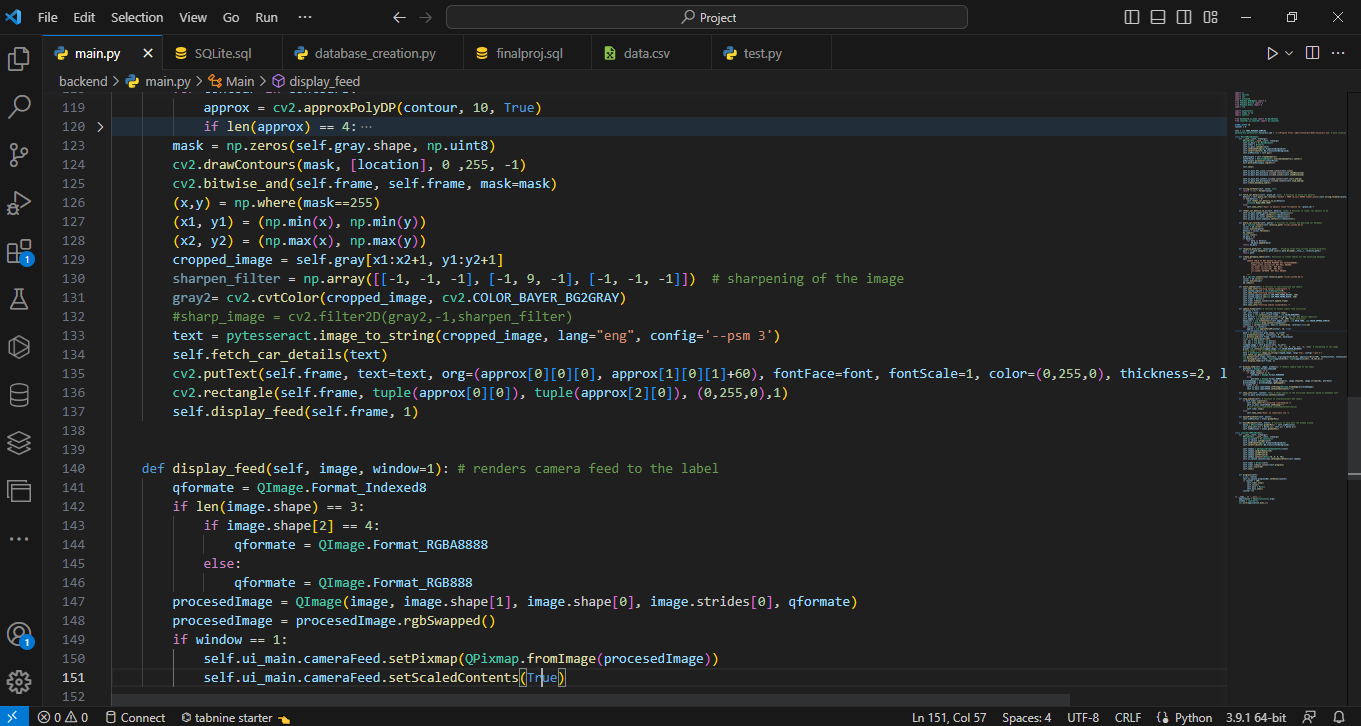 File Edit Selection View Go Run ··· Project
main.py SQLite.sql database_creation.py finalproj.sql data.csv test.py
backend > main.py > Main > display_feed
119 approx = cv2.approxPolyDP(contour, 10, True)
120 if len(approx) == 4:···
123 mask = np.zeros(self.gray.shape, np.uint8)
124 cv2.drawContours(mask, [location], 0 ,255, -1)
125 cv2.bitwise_and(self.frame, self.frame, mask=mask)
126 (x,y) = np.where(mask==255)
127 (x1, y1) = (np.min(x), np.min(y))
128 (x2, y2) = (np.max(x), np.max(y))
129 cropped_image = self.gray[x1:x2+1, y1:y2+1]
130 sharpen_filter = np.array([[-1, -1, -1], [-1, 9, -1], [-1, -1, -1]]) # sharpening of the image
131 gray2= cv2.cvtColor(cropped_image, cv2.COLOR_BAYER_BG2GRAY)
132 #sharp_image = cv2.filter2D(gray2,-1,sharpen_filter)
133 text = pytesseract.image_to_string(cropped_image, lang="eng", config='--psm 3')
134 self.fetch_car_details(text)
135 cv2.putText(self.frame, text=text, org=(approx[0][0][0], approx[1][0][1]+60), fontFace=font, fontScale=1, color=(0,255,0), thickness=2, l
136 cv2.rectangle(self.frame, tuple(approx[0][0]), tuple(approx[2][0]), (0,255,0),1)
137 self.display_feed(self.frame, 1)
138
139
140 def display_feed(self, image, window=1): # renders camera feed to the label
141 qformate = QImage.Format_Indexed8
142 if len(image.shape) == 3:
143 if image.shape[2] == 4:
144 qformate = QImage.Format_RGBA8888
145 else:
146 qformate = QImage.Format_RGB888
147 procesedImage = QImage(image, image.shape[1], image.shape[0], image.strides[0], qformate)
148 procesedImage = procesedImage.rgbSwapped()
149 if window == 1:
150 self.ui_main.cameraFeed.setPixmap(QPixmap.fromImage(procesedImage))
151 self.ui_main.cameraFeed.setScaledContents(True)
152
1
1
0 0 Connect tabnine starter Ln 151, Col 57 Spaces: 4 UTF-8 CRLF Python 3.9.1 64-bit